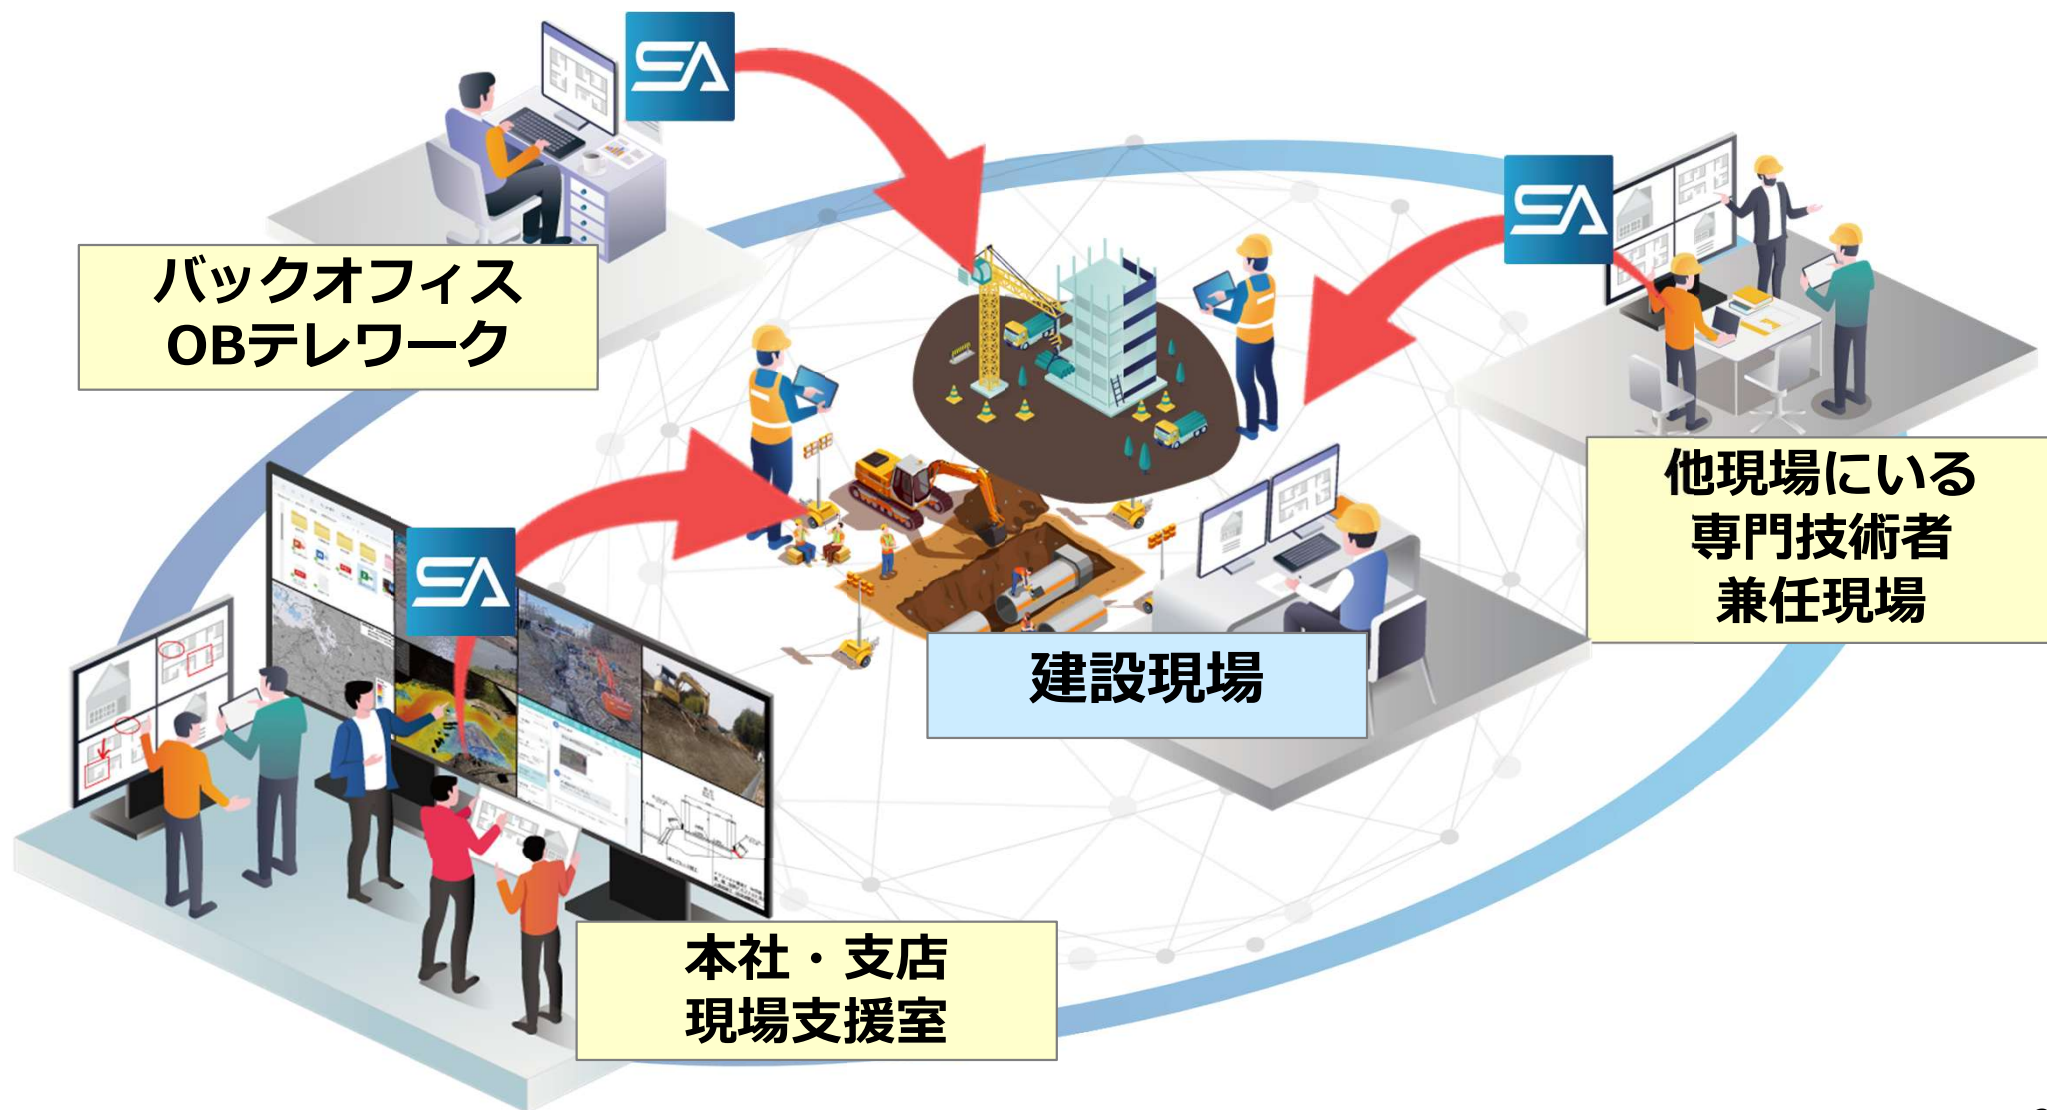 SA
バックオフィス
OBテレワーク
SA
他現場にいる
専門技術者
兼任現場
SA
建設現場
本社・支店
現場支援室